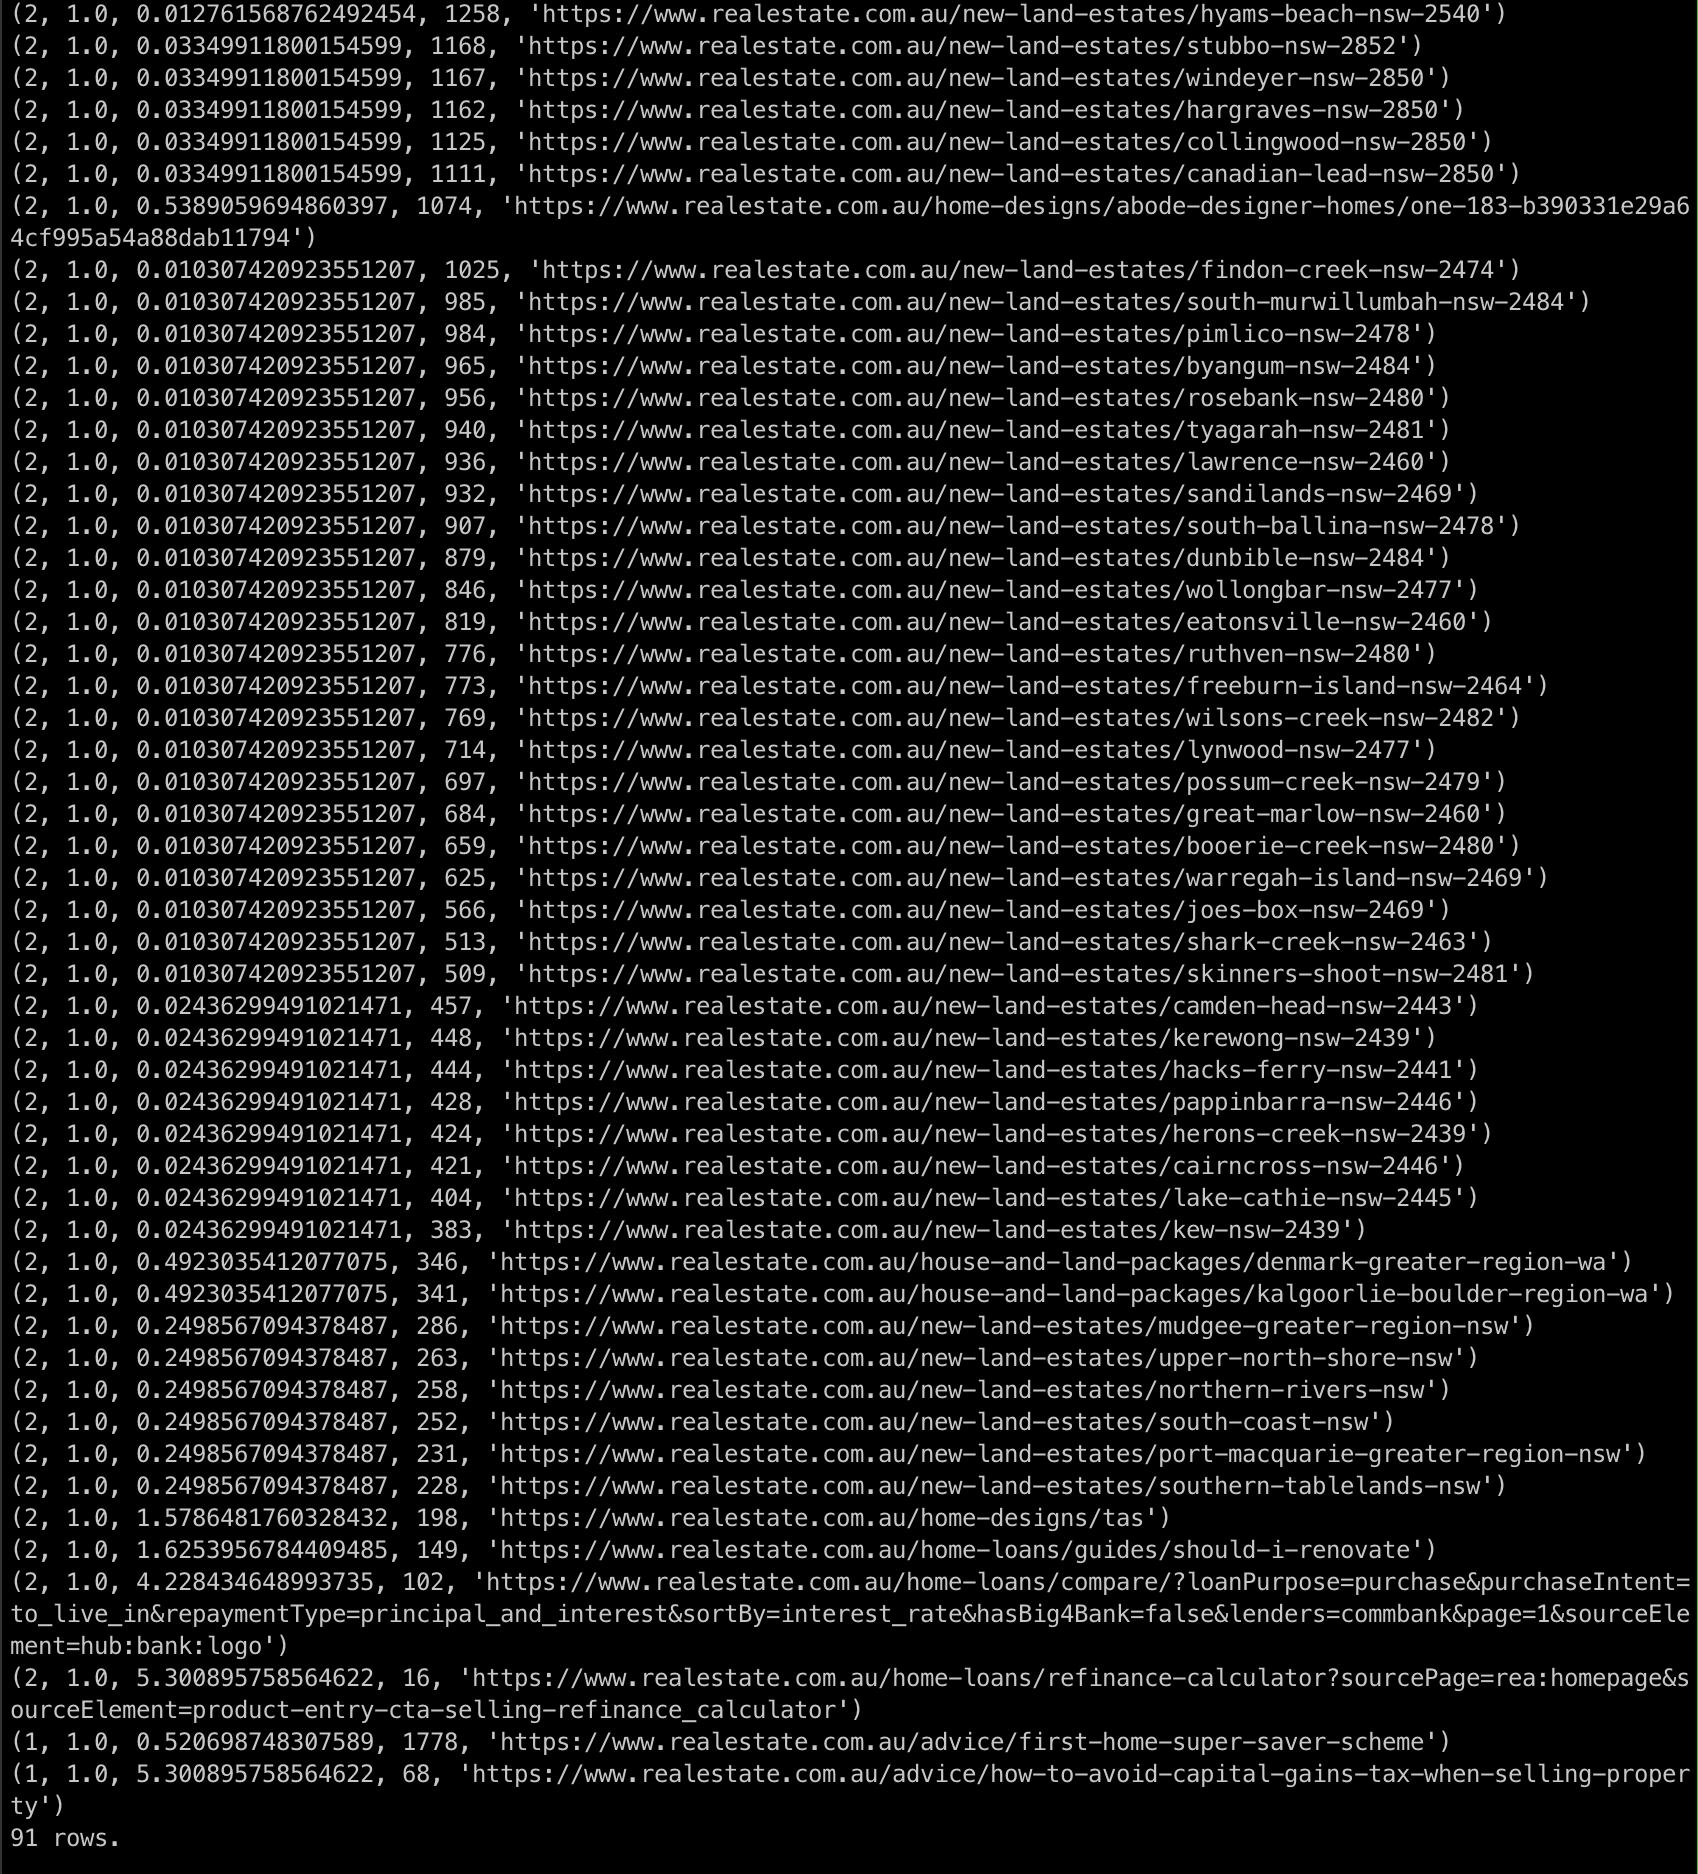 (2, 1.0, 0.012761568762492454, 1258, 'https://www.realestate.com.au/new-land-estates/hyams-beach-nsw-2540')
(2, 1.0, 0.03349911800154599, 1168, 'https://www.realestate.com.au/new-land-estates/stubbo-nsw-2852')
(2, 1.0, 0.03349911800154599, 1167, 'https://www.realestate.com.au/new-land-estates/windeyer-nsw-2850')
(2, 1.0, 0.03349911800154599, 1162, 'https://www.realestate.com.au/new-land-estates/hargraves-nsw-2850')
(2, 1.0, 0.03349911800154599, 1125, 'https://www.realestate.com.au/new-land-estates/collingwood-nsw-2850')
(2, 1.0, 0.03349911800154599, 1111, 'https://www.realestate.com.au/new-land-estates/canadian-lead-nsw-2850')
(2, 1.0, 0.5389059694860397, 1074, 'https://www.realestate.com.au/home-designs/abode-designer-homes/one-183-b390331e29a6
4cf995a54a88dab11794')
(2, 1.0, 0.010307420923551207, 1025, 'https://www.realestate.com.au/new-land-estates/findon-creek-nsw-2474')
(2, 1.0, 0.010307420923551207, 985, 'https://www.realestate.com.au/new-land-estates/south-murwillumbah-nsw-2484')
(2, 1.0, 0.010307420923551207, 984, 'https://www.realestate.com.au/new-land-estates/pimlico-nsw-2478')
(2, 1.0, 0.010307420923551207, 965, 'https://www.realestate.com.au/new-land-estates/byangum-nsw-2484')
(2, 1.0, 0.010307420923551207, 956, 'https://www.realestate.com.au/new-land-estates/rosebank-nsw-2480')
(2, 1.0, 0.010307420923551207, 940, 'https://www.realestate.com.au/new-land-estates/tyagarah-nsw-2481')
(2, 1.0, 0.010307420923551207, 936, 'https://www.realestate.com.au/new-land-estates/lawrence-nsw-2460')
(2, 1.0, 0.010307420923551207, 932, 'https://www.realestate.com.au/new-land-estates/sandilands-nsw-2469')
(2, 1.0, 0.010307420923551207, 907, 'https://www.realestate.com.au/new-land-estates/south-ballina-nsw-2478')
(2, 1.0, 0.010307420923551207, 879, 'https://www.realestate.com.au/new-land-estates/dunbible-nsw-2484')
(2, 1.0, 0.010307420923551207, 846, 'https://www.realestate.com.au/new-land-estates/wollongbar-nsw-2477')
(2, 1.0, 0.010307420923551207, 819, 'https://www.realestate.com.au/new-land-estates/eatonsville-nsw-2460')
(2, 1.0, 0.010307420923551207, 776, 'https://www.realestate.com.au/new-land-estates/ruthven-nsw-2480')
(2, 1.0, 0.010307420923551207, 773, 'https://www.realestate.com.au/new-land-estates/freeburn-island-nsw-2464')
(2, 1.0, 0.010307420923551207, 769, 'https://www.realestate.com.au/new-land-estates/wilsons-creek-nsw-2482')
(2, 1.0, 0.010307420923551207, 714, 'https://www.realestate.com.au/new-land-estates/lynwood-nsw-2477')
(2, 1.0, 0.010307420923551207, 697, 'https://www.realestate.com.au/new-land-estates/possum-creek-nsw-2479')
(2, 1.0, 0.010307420923551207, 684, 'https://www.realestate.com.au/new-land-estates/great-marlow-nsw-2460')
(2, 1.0, 0.010307420923551207, 659, 'https://www.realestate.com.au/new-land-estates/booerie-creek-nsw-2480')
(2, 1.0, 0.010307420923551207, 625, 'https://www.realestate.com.au/new-land-estates/warregah-island-nsw-2469')
(2, 1.0, 0.010307420923551207, 566, 'https://www.realestate.com.au/new-land-estates/joes-box-nsw-2469')
(2, 1.0, 0.010307420923551207, 513, 'https://www.realestate.com.au/new-land-estates/shark-creek-nsw-2463')
(2, 1.0, 0.010307420923551207, 509, 'https://www.realestate.com.au/new-land-estates/skinners-shoot-nsw-2481')
(2, 1.0, 0.02436299491021471, 457, 'https://www.realestate.com.au/new-land-estates/camden-head-nsw-2443')
(2, 1.0, 0.02436299491021471, 448, 'https://www.realestate.com.au/new-land-estates/kerewong-nsw-2439')
(2, 1.0, 0.02436299491021471, 444, 'https://www.realestate.com.au/new-land-estates/hacks-ferry-nsw-2441')
(2, 1.0, 0.02436299491021471, 428, 'https://www.realestate.com.au/new-land-estates/pappinbarra-nsw-2446')
(2, 1.0, 0.02436299491021471, 424, 'https://www.realestate.com.au/new-land-estates/herons-creek-nsw-2439')
(2, 1.0, 0.02436299491021471, 421, 'https://www.realestate.com.au/new-land-estates/cairncross-nsw-2446')
(2, 1.0, 0.02436299491021471, 404, 'https://www.realestate.com.au/new-land-estates/lake-cathie-nsw-2445')
(2, 1.0, 0.02436299491021471, 383, 'https://www.realestate.com.au/new-land-estates/kew-nsw-2439')
(2, 1.0, 0.4923035412077075, 346, 'https://www.realestate.com.au/house-and-land-packages/denmark-greater-region-wa')
(2, 1.0, 0.4923035412077075, 341, 'https://www.realestate.com.au/house-and-land-packages/kalgoorlie-boulder-region-wa')
(2, 1.0, 0.2498567094378487, 286, 'https://www.realestate.com.au/new-land-estates/mudgee-greater-region-nsw')
(2, 1.0, 0.2498567094378487, 263, 'https://www.realestate.com.au/new-land-estates/upper-north-shore-nsw')
(2, 1.0, 0.2498567094378487, 258, 'https://www.realestate.com.au/new-land-estates/northern-rivers-nsw')
(2, 1.0, 0.2498567094378487, 252, 'https://www.realestate.com.au/new-land-estates/south-coast-nsw')
(2, 1.0, 0.2498567094378487, 231, 'https://www.realestate.com.au/new-land-estates/port-macquarie-greater-region-nsw')
(2, 1.0, 0.2498567094378487, 228, 'https://www.realestate.com.au/new-land-estates/southern-tablelands-nsw')
(2, 1.0, 1.5786481760328432, 198, 'https://www.realestate.com.au/home-designs/tas')
(2, 1.0, 1.6253956784409485, 149, 'https://www.realestate.com.au/home-loans/guides/should-i-renovate')
(2, 1.0, 4.228434648993735, 102, 'https://www.realestate.com.au/home-loans/compare/?loanPurpose=purchase&purchaseIntent=
to_live_in&repaymentType=principal_and_interest&sortBy=interest_rate&hasBig4Bank=false&lenders=commbank&page=1&sourceEle
ment=hub:bank:logo')
(2, 1.0, 5.300895758564622, 16, 'https://www.realestate.com.au/home-loans/refinance-calculator?sourcePage=rea:homepage&s
ourceElement=product-entry-cta-selling-refinance_calculator')
(1, 1.0, 0.520698748307589, 1778, 'https://www.realestate.com.au/advice/first-home-super-saver-scheme')
(1, 1.0, 5.300895758564622, 68, 'https://www.realestate.com.au/advice/how-to-avoid-capital-gains-tax-when-selling-proper
ty')
91 rows.